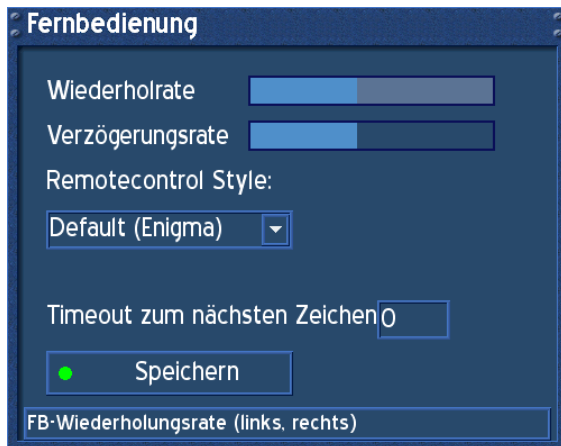 Fernbedienung
Wiederholrate
Verzögerungsrate
Remotecontrol Style:
Default (Enigma)
Timeout zum nächsten Zeichen 0
Speichern
FB-Wiederholungsrate (links, rechts)